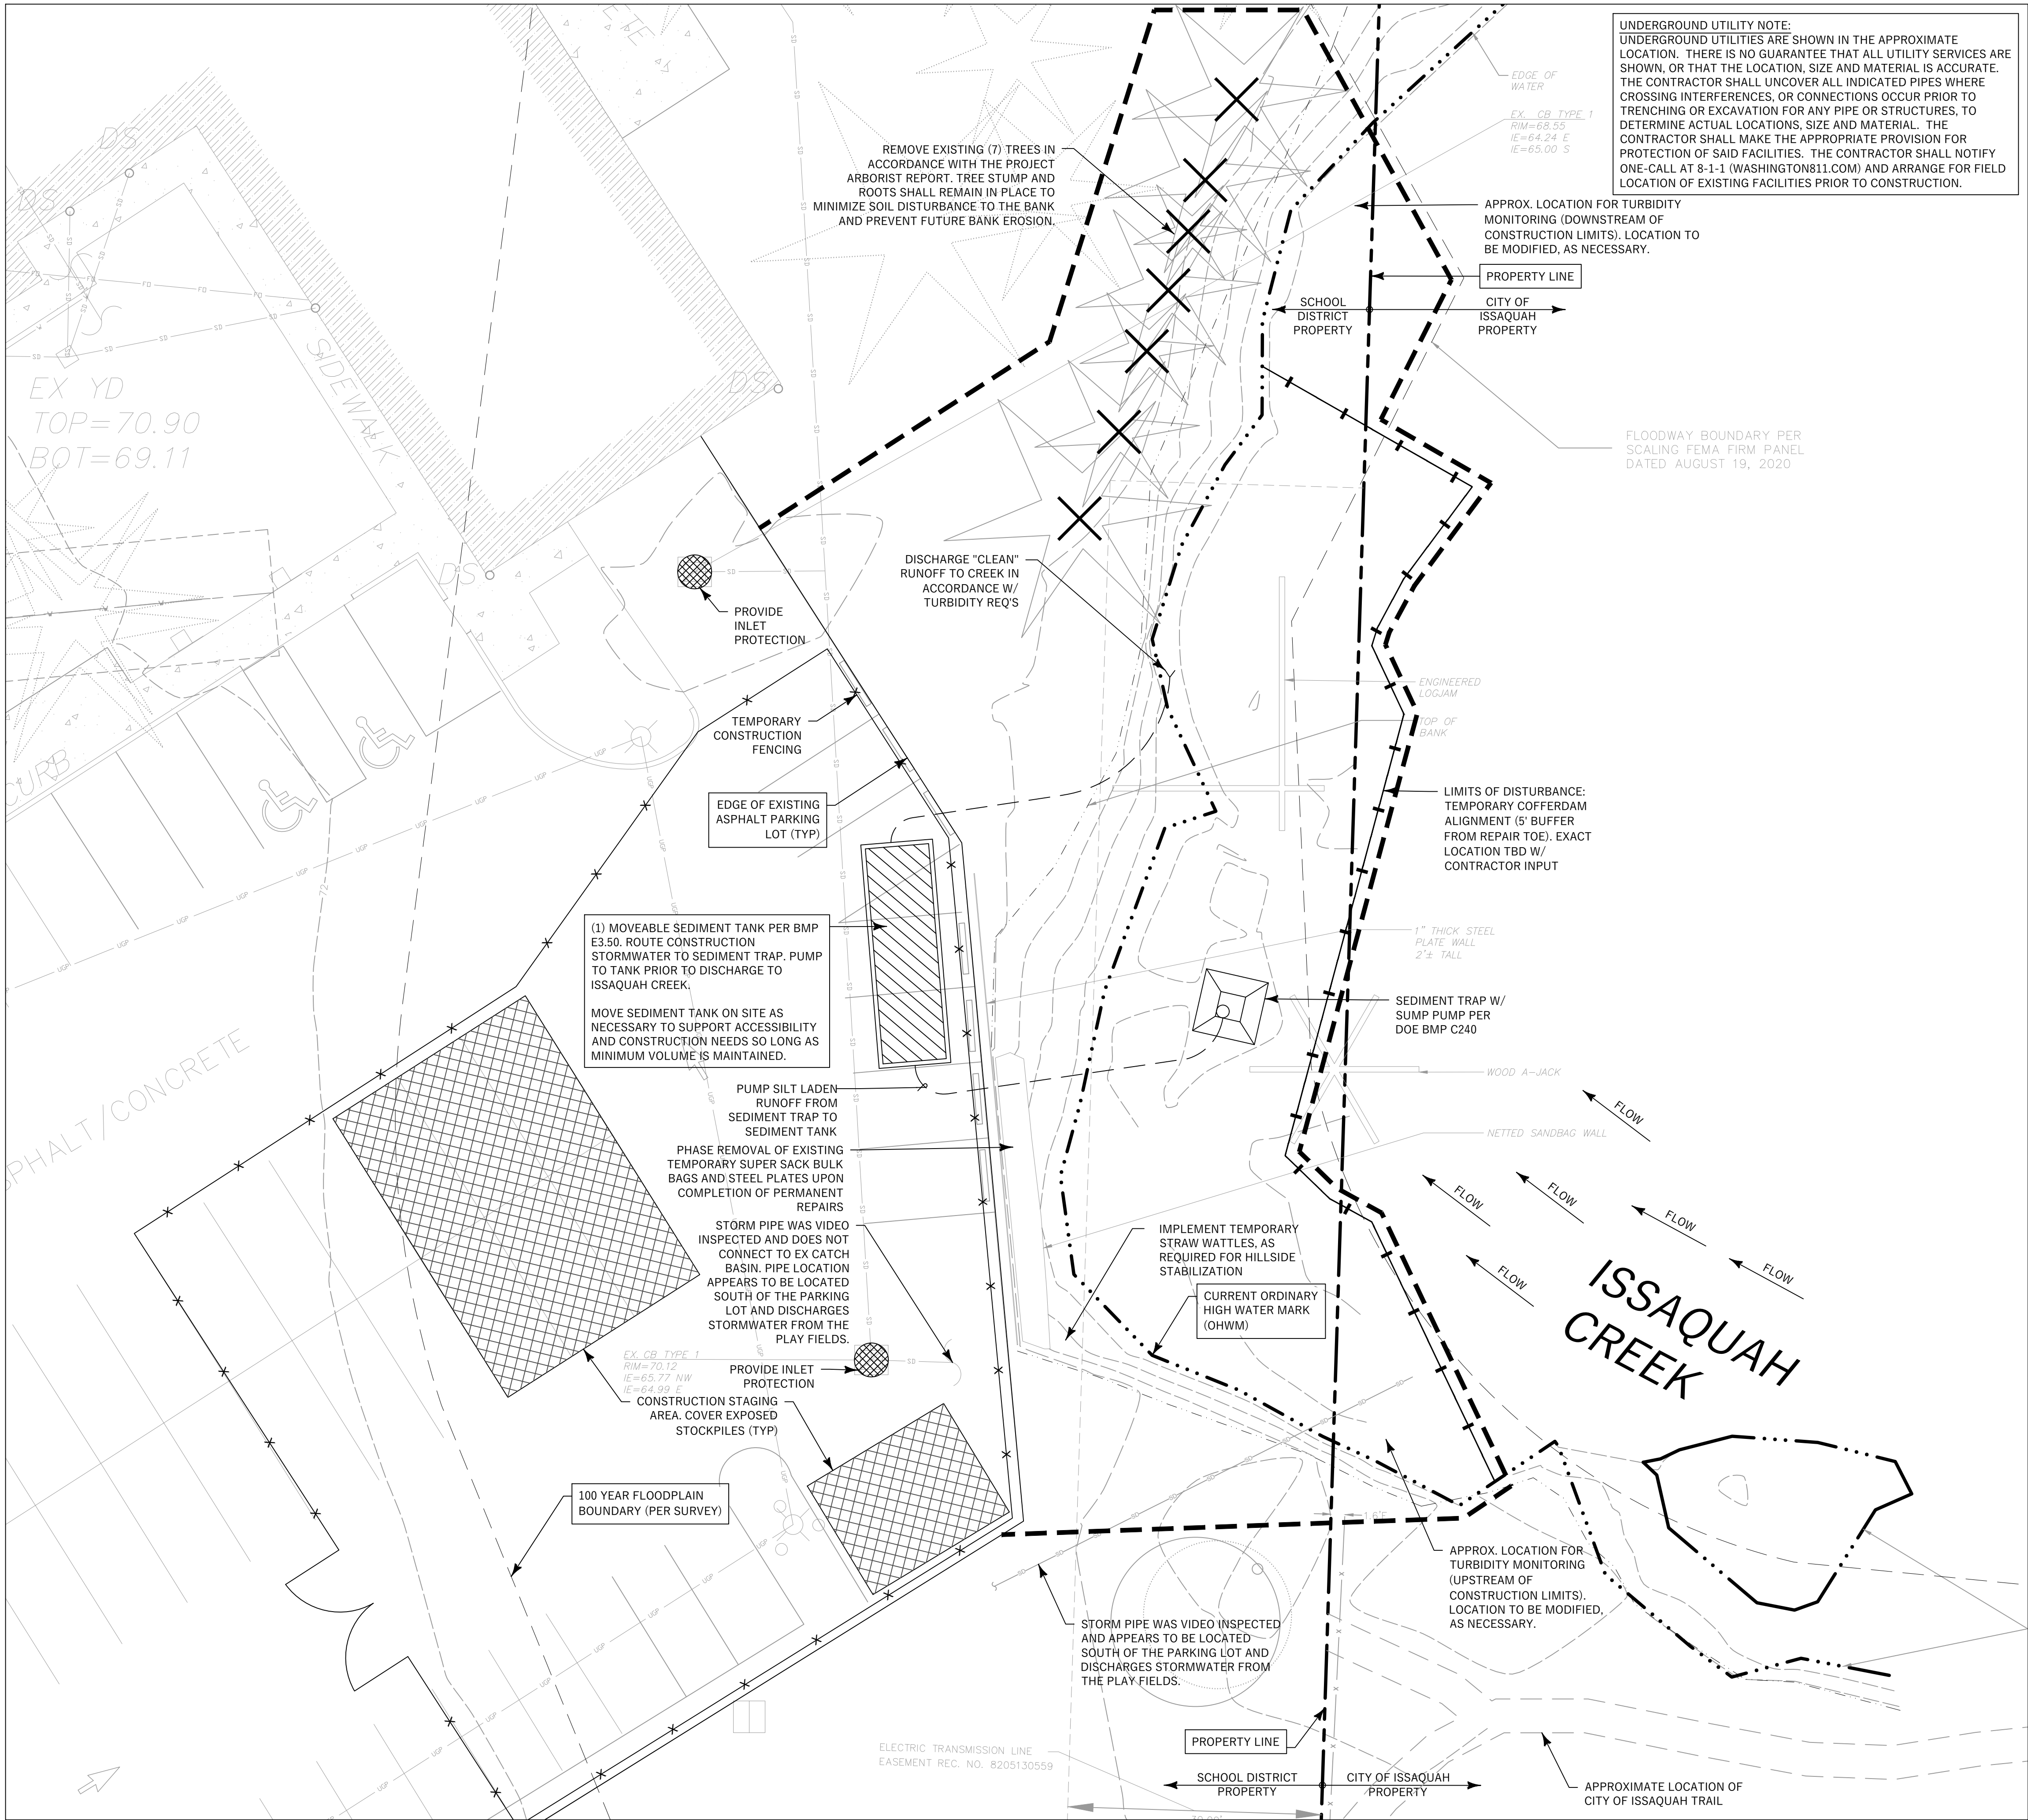 UNDERGROUND UTILITY NOTE:
UNDERGROUND UTILITIES ARE SHOWN IN THE APPROXIMATE
LOCATION. THERE IS NO GUARANTEE THAT ALL UTILITY SERVICES ARE
SHOWN, OR THAT THE LOCATION, SIZE AND MATERIAL IS ACCURATE.
THE CONTRACTOR SHALL UNCOVER ALL INDICATED PIPES WHERE
CROSSING INTERFERENCES, OR CONNECTIONS OCCUR PRIOR TO
TRENCHING OR EXCAVATION FOR ANY PIPE OR STRUCTURES, TO
DETERMINE ACTUAL LOCATIONS, SIZE AND MATERIAL. THE
CONTRACTOR SHALL MAKE THE APPROPRIATE PROVISION FOR
PROTECTION OF SAID FACILITIES. THE CONTRACTOR SHALL NOTIFY
ONE-CALL AT 8-1-1 (WASHINGTON811.COM) AND ARRANGE FOR FIELD
LOCATION OF EXISTING FACILITIES PRIOR TO CONSTRUCTION.
EDGE OF
WATER
EX. CB TYPE 1
RIM=68.55
IE=64.24 E
IE=65.00 S
REMOVE EXISTING (7) TREES IN
ACCORDANCE WITH THE PROJECT
ARBORIST REPORT. TREE STUMP AND
ROOTS SHALL REMAIN IN PLACE TO
MINIMIZE SOIL DISTURBANCE TO THE BANK
AND PREVENT FUTURE BANK EROSION.
APPROX. LOCATION FOR TURBIDITY
MONITORING (DOWNSTREAM OF
CONSTRUCTION LIMITS). LOCATION TO
BE MODIFIED, AS NECESSARY.
PROPERTY LINE
SCHOOL
DISTRICT
PROPERTY
CITY OF
ISSAQUAH
PROPERTY
DS
DS
DS
DS
SIDEWALK
EX YD
TOP=70.90
BOT=69.11
FLOODWAY BOUNDARY PER
SCALING FEMA FIRM PANEL
DATED AUGUST 19, 2020
DISCHARGE "CLEAN"
RUNOFF TO CREEK IN
ACCORDANCE W/
TURBIDITY REQ'S
PROVIDE
INLET
PROTECTION
TEMPORARY
CONSTRUCTION
FENCING
ENGINEERED
LOGJAM
TOP OF
BANK
CURB
EDGE OF EXISTING
ASPHALT PARKING
LOT (TYP)
LIMITS OF DISTURBANCE:
TEMPORARY COFFERDAM
ALIGNMENT (5' BUFFER
FROM REPAIR TOE). EXACT
LOCATION TBD W/
CONTRACTOR INPUT
72
(1) MOVEABLE SEDIMENT TANK PER BMP
E3.50. ROUTE CONSTRUCTION
STORMWATER TO SEDIMENT TRAP. PUMP
TO TANK PRIOR TO DISCHARGE TO
ISSAQUAH CREEK.
MOVE SEDIMENT TANK ON SITE AS
NECESSARY TO SUPPORT ACCESSIBILITY
AND CONSTRUCTION NEEDS SO LONG AS
MINIMUM VOLUME IS MAINTAINED.
1" THICK STEEL
PLATE WALL
2'± TALL
SEDIMENT TRAP W/
SUMP PUMP PER
DOE BMP C240
WOOD A-JACK
PHALT/CONCRETE
PUMP SILT LADEN
RUNOFF FROM
SEDIMENT TRAP TO
SEDIMENT TANK
NETTED SANDBAG WALL
PHASE REMOVAL OF EXISTING
TEMPORARY SUPER SACK BULK
BAGS AND STEEL PLATES UPON
COMPLETION OF PERMANENT
REPAIRS
FLOW
FLOW
FLOW
FLOW
FLOW
FLOW
ISSAQUAH
CREEK
STORM PIPE WAS VIDEO
INSPECTED AND DOES NOT
CONNECT TO EX CATCH
BASIN. PIPE LOCATION
APPEARS TO BE LOCATED
SOUTH OF THE PARKING
LOT AND DISCHARGES
STORMWATER FROM THE
PLAY FIELDS.
IMPLEMENT TEMPORARY
STRAW WATTLES, AS
REQUIRED FOR HILLSIDE
STABILIZATION
CURRENT ORDINARY
HIGH WATER MARK
(OHWM)
EX. CB TYPE 1
RIM=70.12
IE=65.77 NW
IE=64.99 E
PROVIDE INLET
PROTECTION
CONSTRUCTION STAGING
AREA. COVER EXPOSED
STOCKPILES (TYP)
100 YEAR FLOODPLAIN
BOUNDARY (PER SURVEY)
1.6'E
APPROX. LOCATION FOR
TURBIDITY MONITORING
(UPSTREAM OF
CONSTRUCTION LIMITS).
LOCATION TO BE MODIFIED,
AS NECESSARY.
STORM PIPE WAS VIDEO INSPECTED
AND APPEARS TO BE LOCATED
SOUTH OF THE PARKING LOT AND
DISCHARGES STORMWATER FROM
THE PLAY FIELDS.
PROPERTY LINE
ELECTRIC TRANSMISSION LINE
EASEMENT REC. NO. 8205130559
SCHOOL DISTRICT
PROPERTY
CITY OF ISSAQUAH
PROPERTY
APPROXIMATE LOCATION OF
CITY OF ISSAQUAH TRAIL